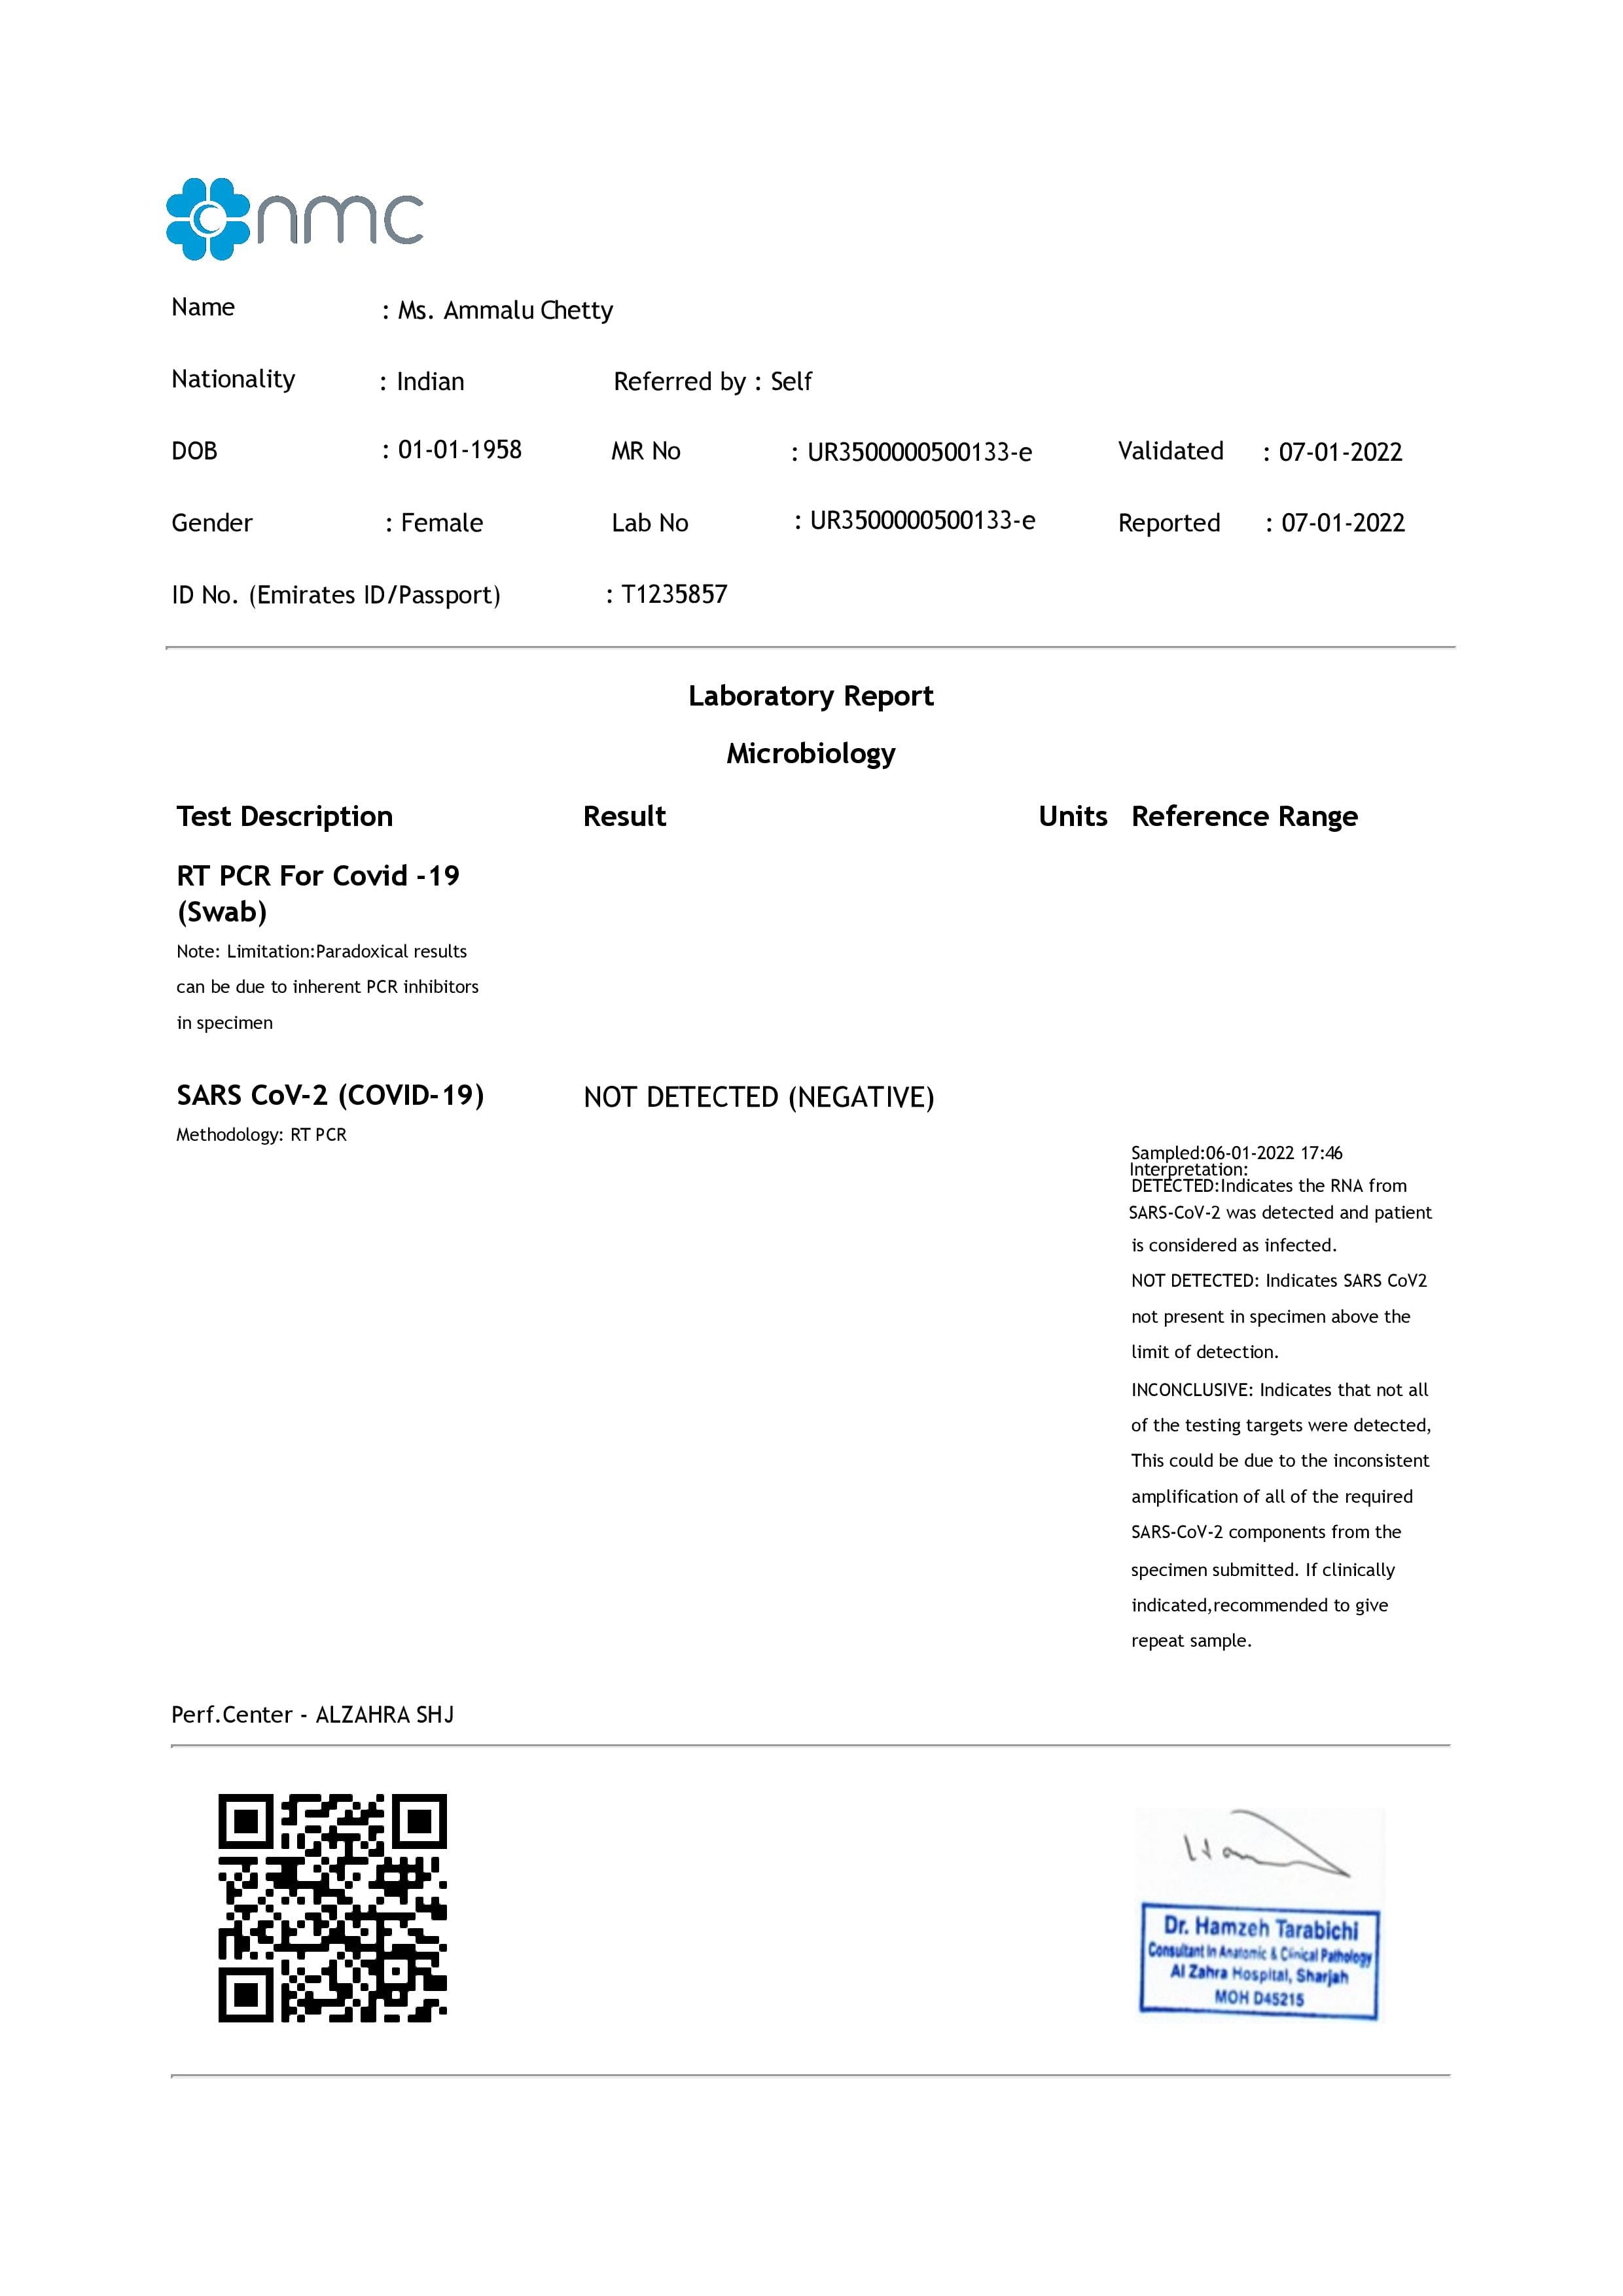 nmc
Name : Ms. Ammalu Chetty
Nationality : Indian Referred by : Self
DOB : 01-01-1958 MR No : UR3500000500133-e Validated : 07-01-2022
Gender : Female Lab No : UR3500000500133-e Reported : 07-01-2022
ID No. (Emirates ID/Passport) : T1235857
Laboratory Report
Microbiology
Test Description Result Units Reference Range
RT PCR For Covid -19
(Swab)
Note: Limitation:Paradoxical results
can be due to inherent PCR inhibitors
in specimen
SARS CoV-2 (COVID-19) NOT DETECTED (NEGATIVE)
Methodology: RT PCR
Sampled:06-01-2022 17:46
Interpretation:
DETECTED:Indicates the RNA from
SARS-CoV-2 was detected and patient
is considered as infected.
NOT DETECTED: Indicates SARS CoV2
not present in specimen above the
limit of detection.
INCONCLUSIVE: Indicates that not all
of the testing targets were detected,
This could be due to the inconsistent
amplification of all of the required
SARS-CoV-2 components from the
specimen submitted. If clinically
indicated,recommended to give
repeat sample.
Perf.Center - ALZAHRA SHJ
Dr. Hamzeh Tarabichi
Consultant In Anatomic & Clinical Pathology
Al Zahra Hospital, Sharjah
MOH D45215